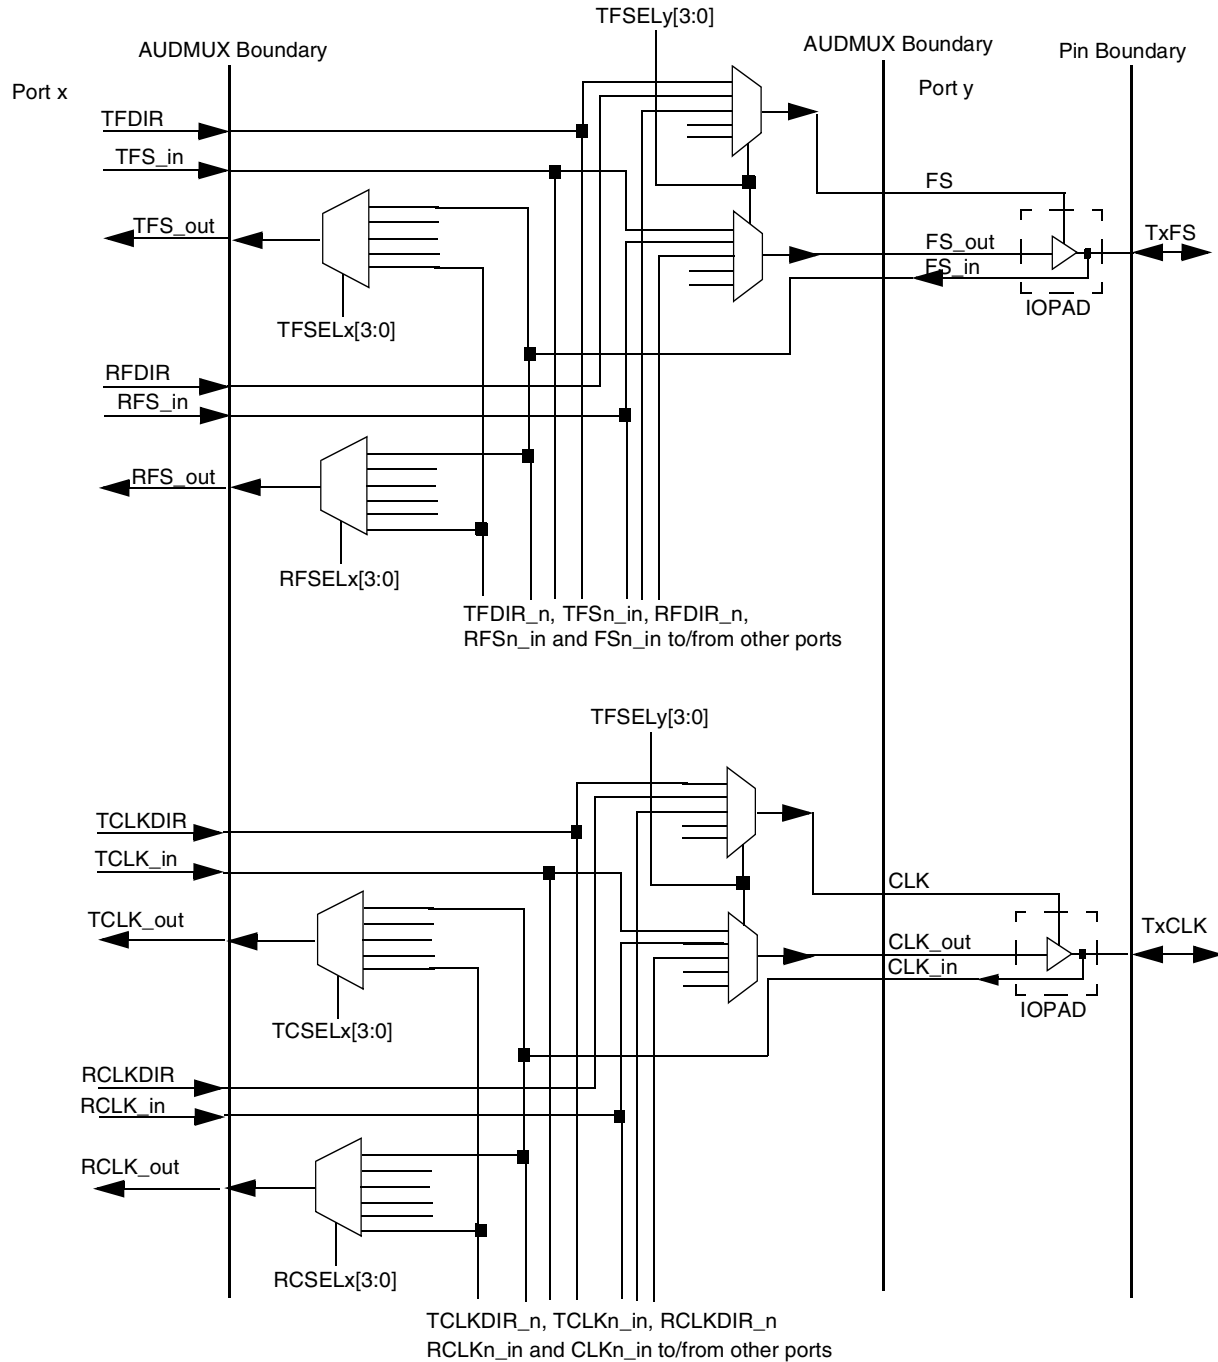 TFSELy[3:0]
AUDMUX Boundary
AUDMUX Boundary
Pin Boundary
Port x
Port y
TFDIR
TFS_in
FS
TFS_out
TxFS
FS_out
FS_in
IOPAD
TFSELx[3:0]
RFDIR
RFS_in
RFS_out
RFSELx[3:0]
TFDIR_n, TFSn_in, RFDIR_n,
RFSn_in and FSn_in to/from other ports
TFSELy[3:0]
TCLKDIR
TCLK_in
CLK
TCLK_out
TxCLK
CLK_out
CLK_in
IOPAD
TCSELx[3:0]
RCLKDIR
RCLK_in
RCLK_out
RCSELx[3:0]
TCLKDIR_n, TCLKn_in, RCLKDIR_n
RCLKn_in and CLKn_in to/from other ports